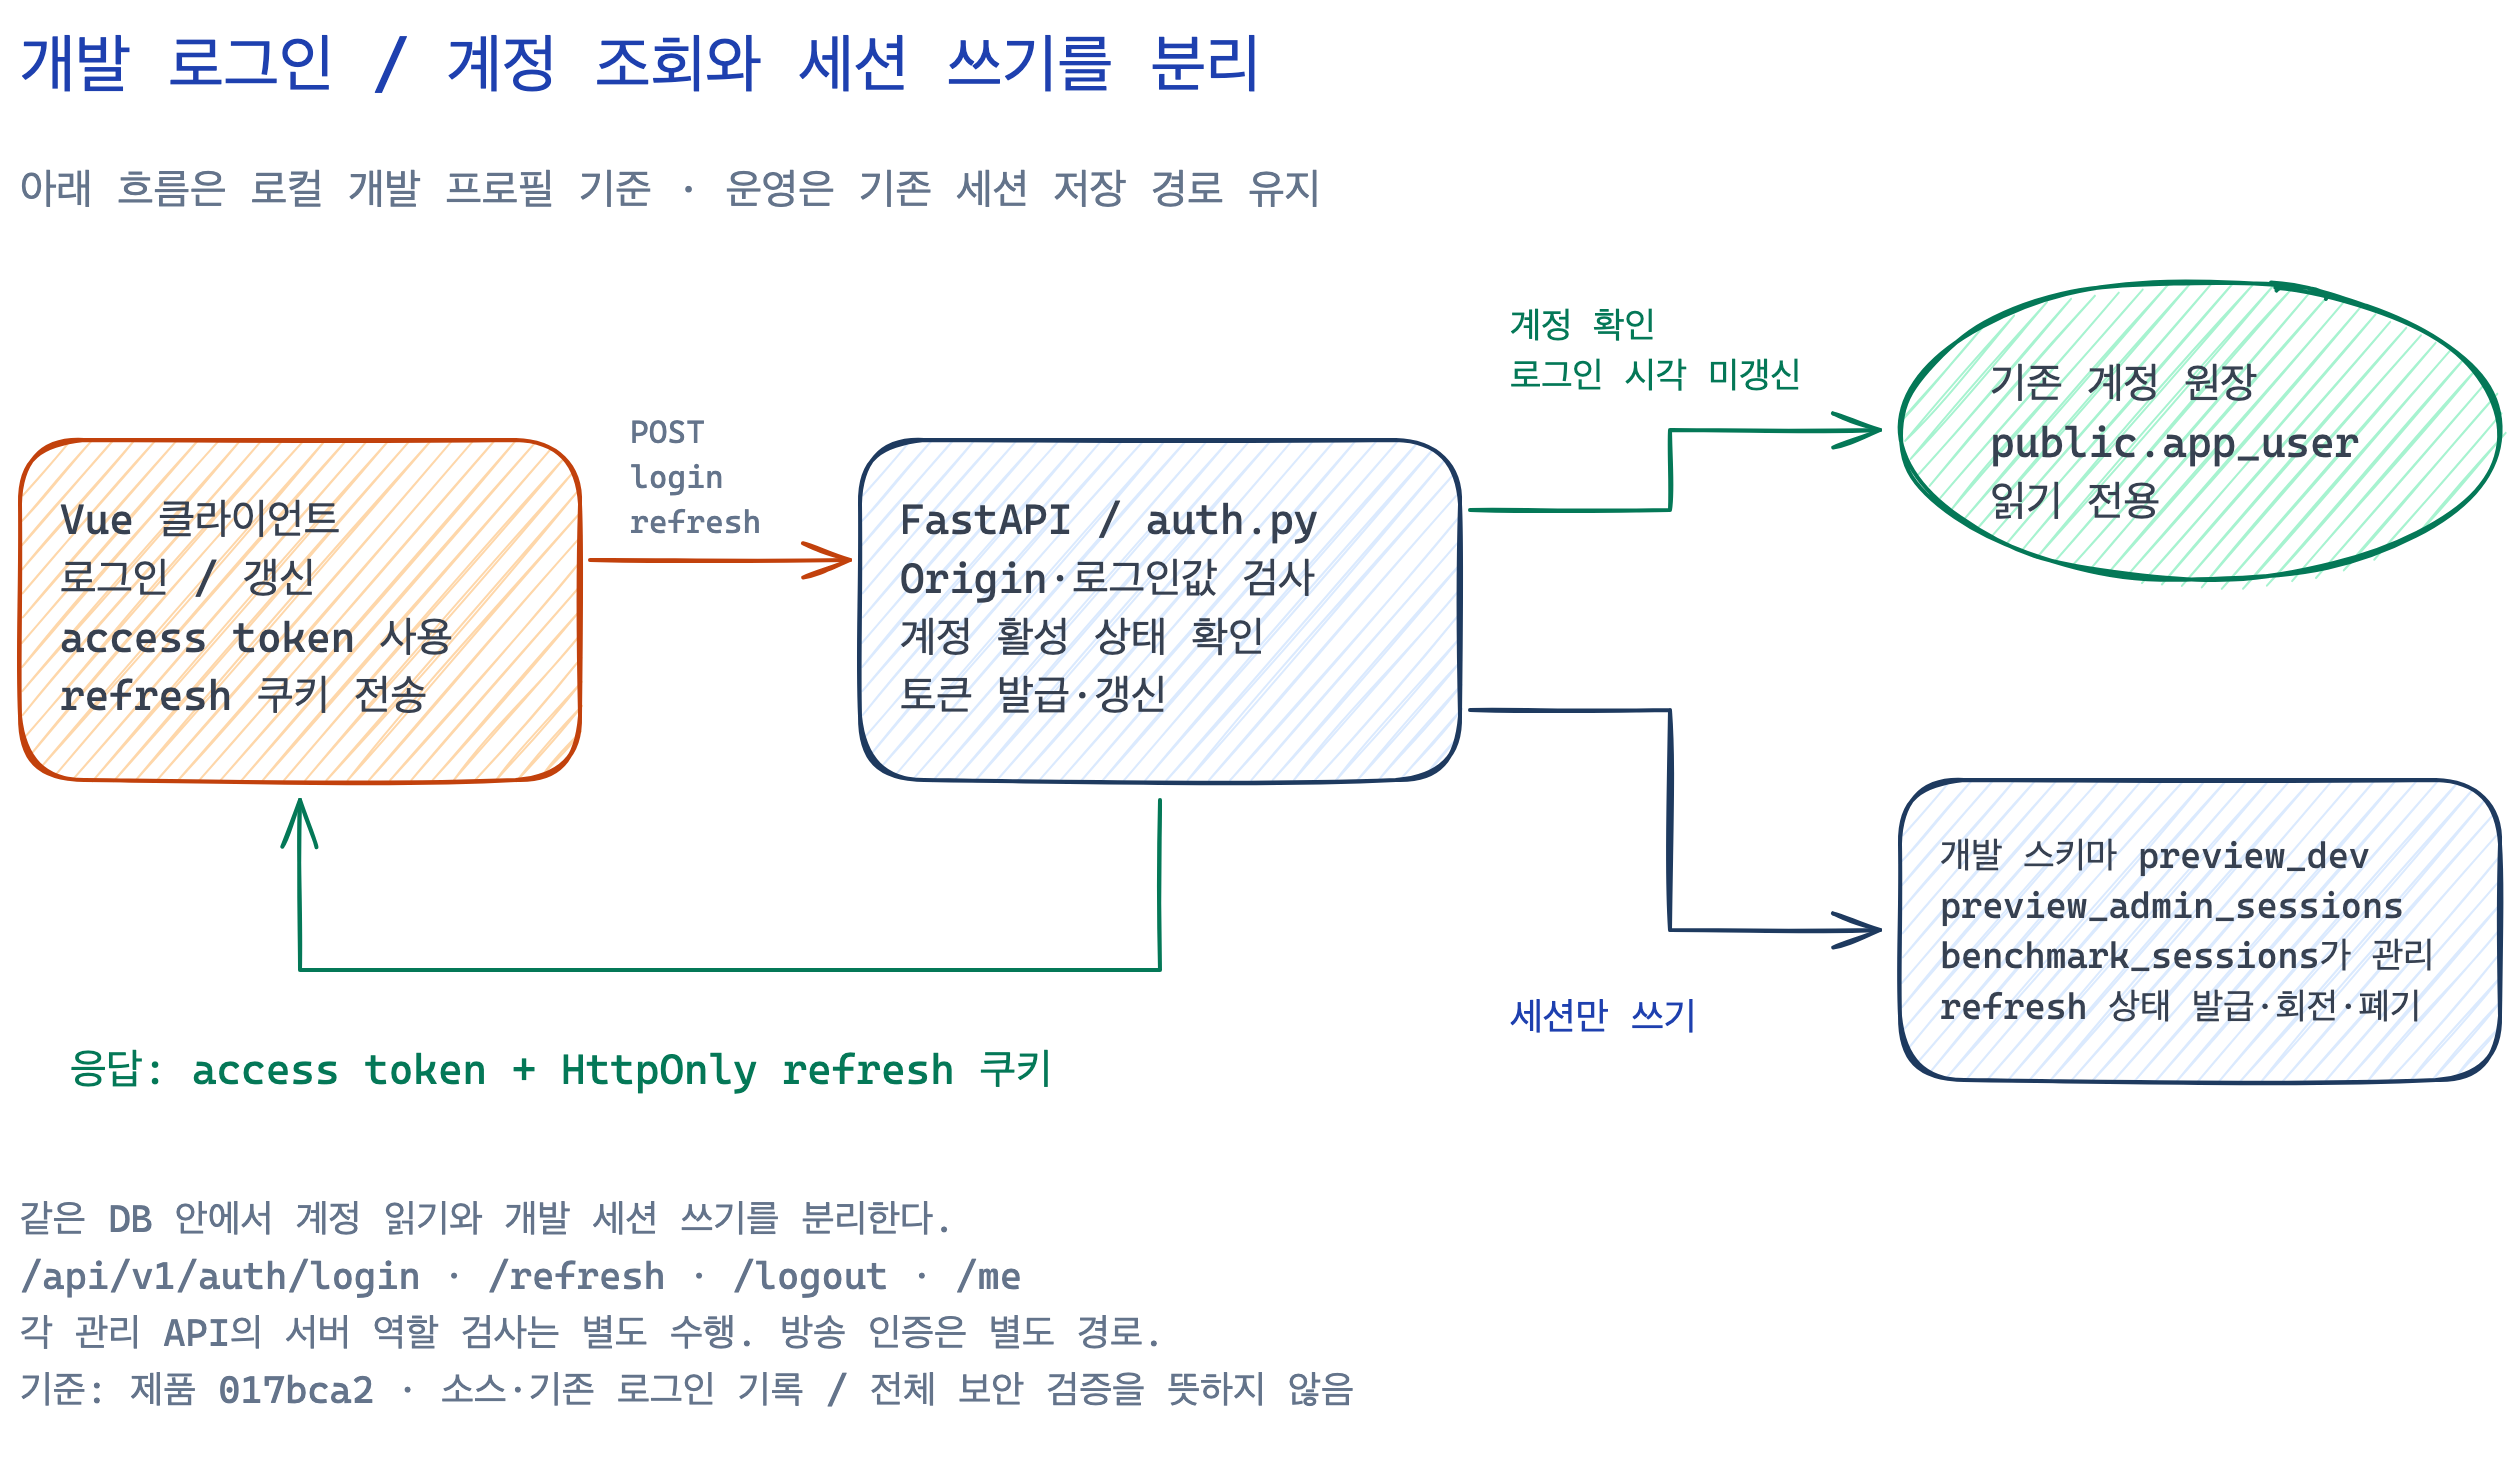 개발 로그인 / 계정 조회와 세션 쓰기를 분리
아래 흐름은 로컬 개발 프로필 기준 · 운영은 기존 세션 저장 경로 유지
Vue 클라이언트
로그인 / 갱신
access token 사용
refresh 쿠키 전송
POST
login
refresh
FastAPI / auth.py
Origin·로그인값 검사
계정 활성 상태 확인
토큰 발급·갱신
계정 확인
로그인 시각 미갱신
기존 계정 원장
public.app_user
읽기 전용
개발 스키마 preview_dev
preview_admin_sessions
benchmark_sessions가 관리
refresh 상태 발급·회전·폐기
세션만 쓰기
응답: access token + HttpOnly refresh 쿠키
같은 DB 안에서 계정 읽기와 개발 세션 쓰기를 분리한다.
/api/v1/auth/login · /refresh · /logout · /me
각 관리 API의 서버 역할 검사는 별도 수행. 방송 인증은 별도 경로.
기준: 제품 017bca2 · 소스·기존 로그인 기록 / 전체 보안 검증을 뜻하지 않음